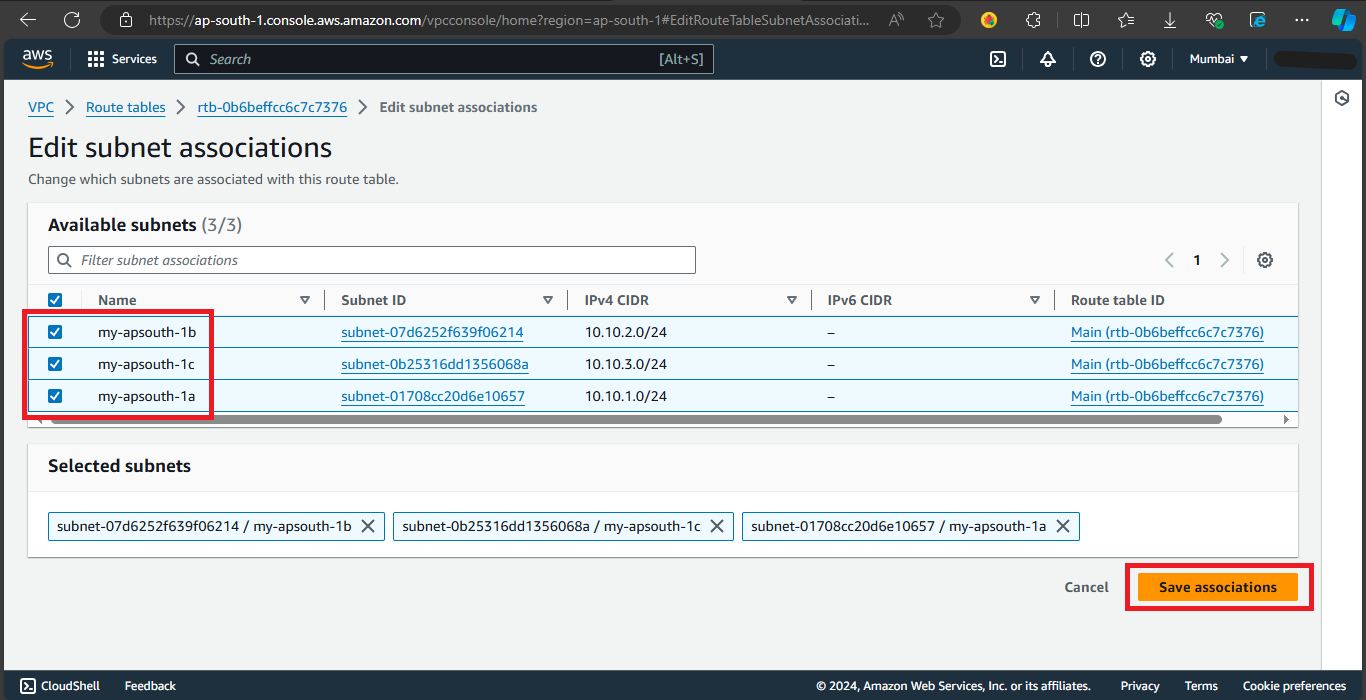 https://ap-south-1.console.aws.amazon.com/vpcconsole/home?region=ap-south-1#EditRouteTableSubnetAssociati...
aws Services Search [Alt+S] Mumbai
VPC Route tables rtb-0b6beffcc6c7c7376 Edit subnet associations
Edit subnet associations
Change which subnets are associated with this route table.
Available subnets (3/3)
Filter subnet associations 1
Name Subnet ID IPv4 CIDR IPv6 CIDR Route table ID
my-apsouth-1b subnet-07d6252f639f06214 10.10.2.0/24 – Main (rtb-0b6beffcc6c7c7376)
my-apsouth-1c subnet-0b25316dd1356068a 10.10.3.0/24 – Main (rtb-0b6beffcc6c7c7376)
my-apsouth-1a subnet-01708cc20d6e10657 10.10.1.0/24 – Main (rtb-0b6beffcc6c7c7376)
Selected subnets
subnet-07d6252f639f06214 / my-apsouth-1b subnet-0b25316dd1356068a / my-apsouth-1c subnet-01708cc20d6e10657 / my-apsouth-1a
Cancel Save associations
CloudShell Feedback © 2024, Amazon Web Services, Inc. or its affiliates. Privacy Terms Cookie preferences